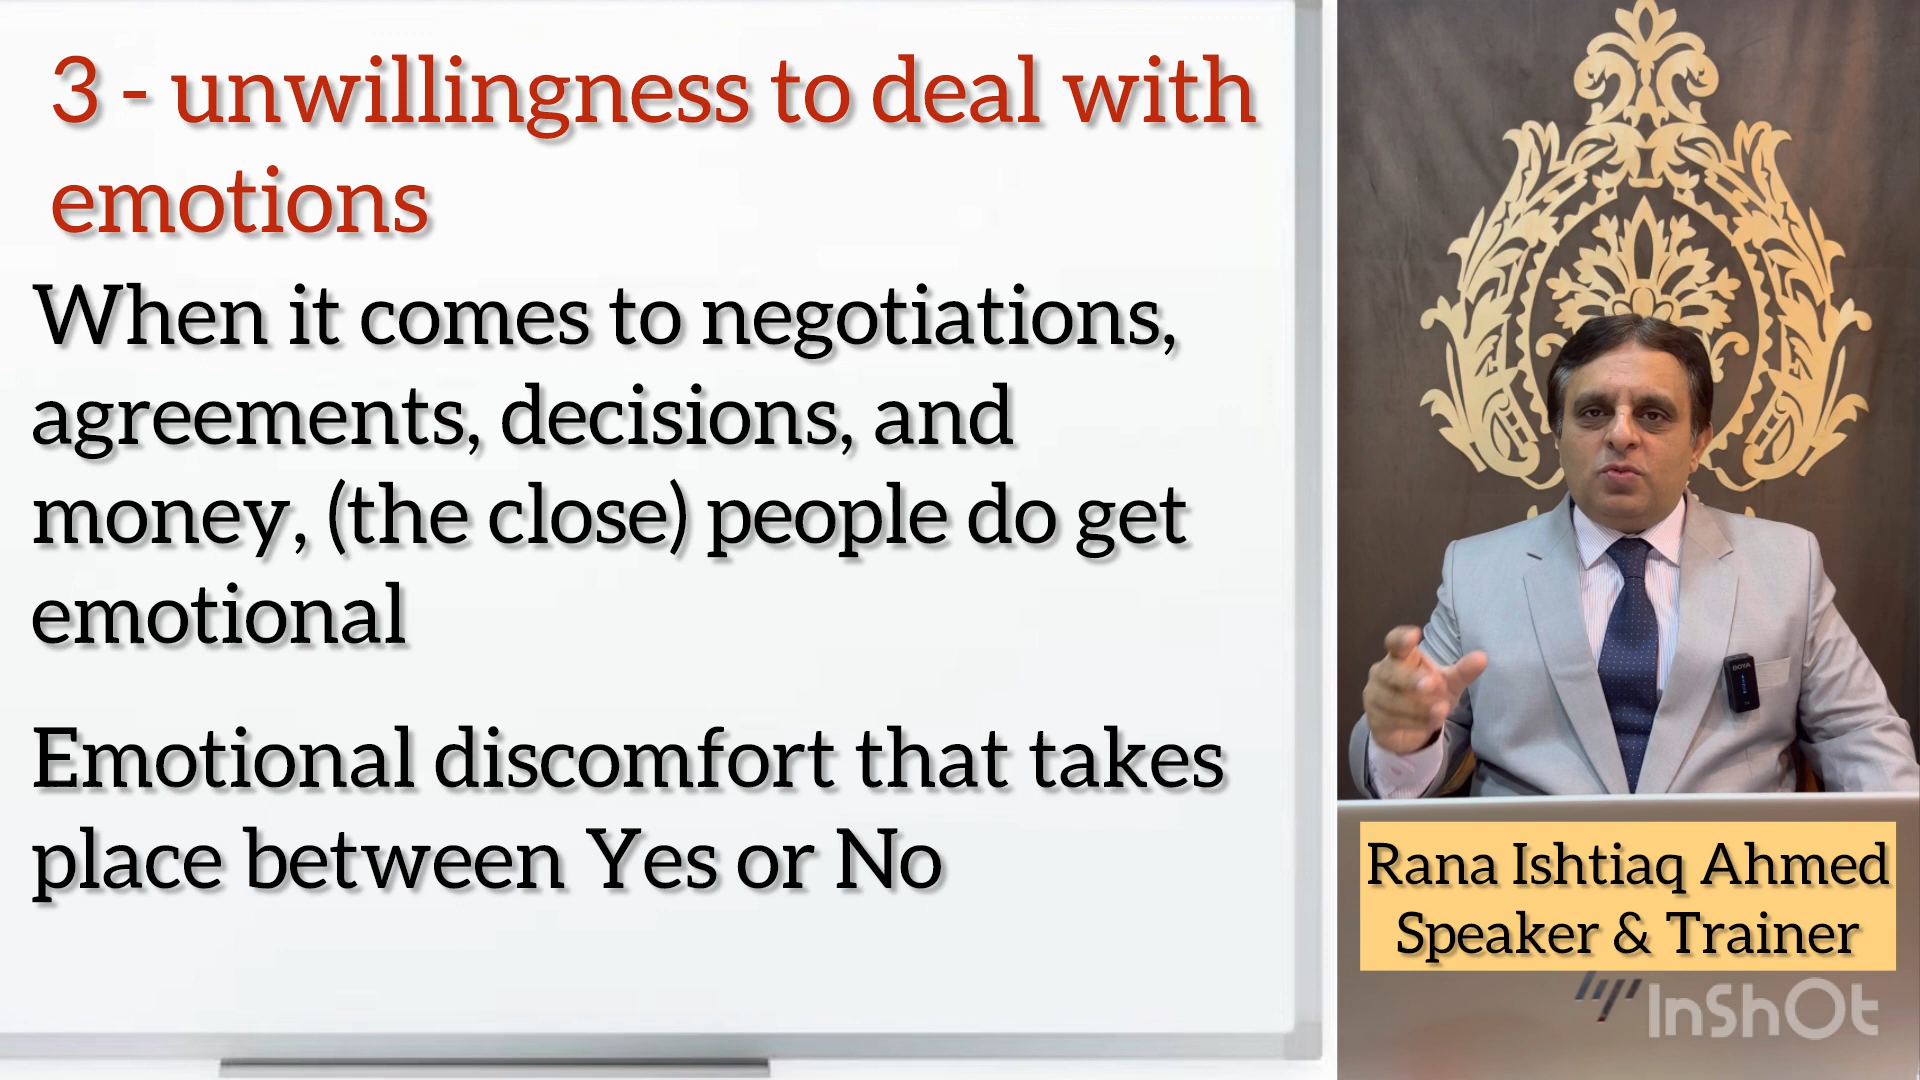 3 - unwillingness to deal with
emotions
When it comes to negotiations,
agreements, decisions, and
money, (the close) people do get
emotional
Emotional discomfort that takes
place between Yes or No
BOYA
Rana Ishtiaq Ahmed
Speaker & Trainer
InShOt